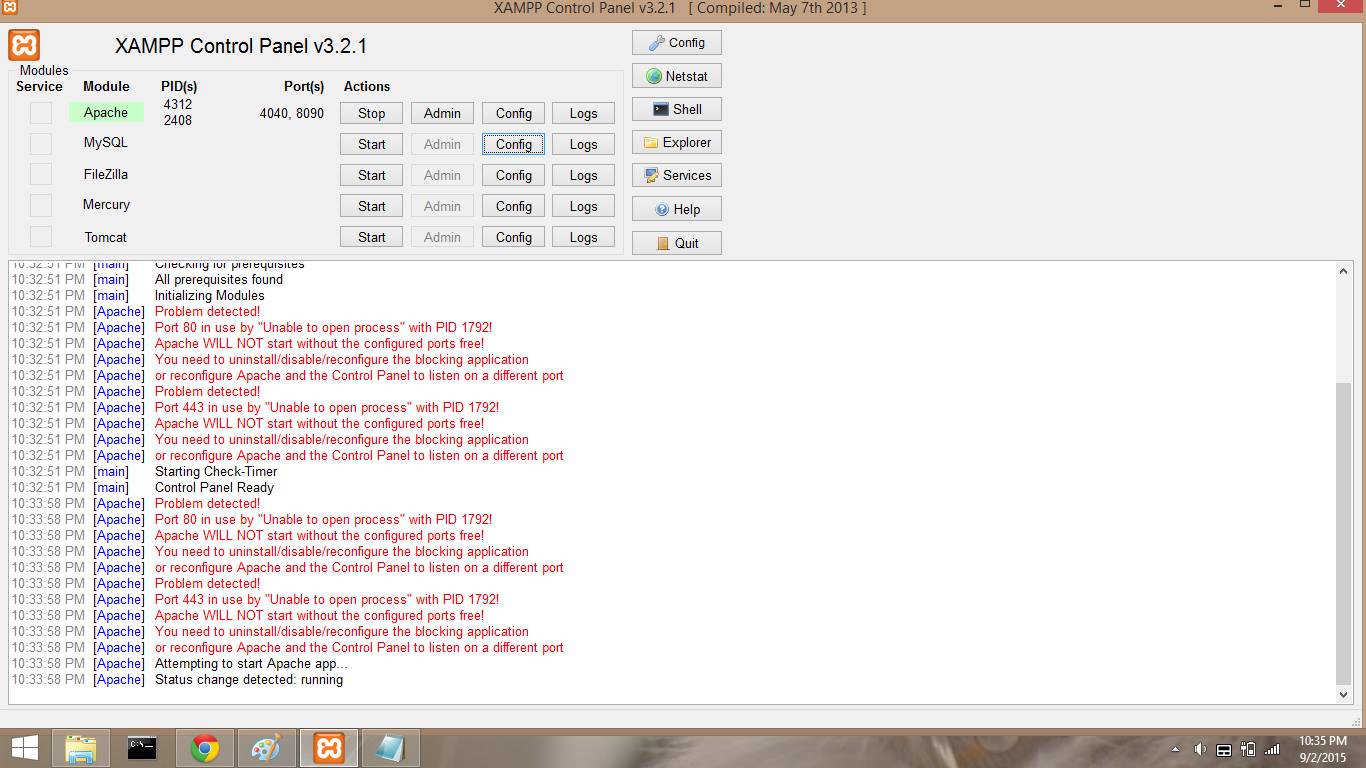 XAMPP Control Panel v3.2.1 [ Compiled: May 7th 2013 ]
XAMPP Control Panel v3.2.1
Config
Modules
Service Module PID(s) Port(s) Actions
Netstat
Apache 4312 2408 4040, 8090 Stop Admin Config Logs
Shell
MySQL Start Admin Config Logs
Explorer
FileZilla Start Admin Config Logs
Services
Mercury Start Admin Config Logs
Help
Tomcat Start Admin Config Logs
Quit
10:32:51 PM [main] Checking for prerequisites
10:32:51 PM [main] All prerequisites found
10:32:51 PM [main] Initializing Modules
10:32:51 PM [Apache] Problem detected!
10:32:51 PM [Apache] Port 80 in use by "Unable to open process" with PID 1792!
10:32:51 PM [Apache] Apache WILL NOT start without the configured ports free!
10:32:51 PM [Apache] You need to uninstall/disable/reconfigure the blocking application
10:32:51 PM [Apache] or reconfigure Apache and the Control Panel to listen on a different port
10:32:51 PM [Apache] Problem detected!
10:32:51 PM [Apache] Port 443 in use by "Unable to open process" with PID 1792!
10:32:51 PM [Apache] Apache WILL NOT start without the configured ports free!
10:32:51 PM [Apache] You need to uninstall/disable/reconfigure the blocking application
10:32:51 PM [Apache] or reconfigure Apache and the Control Panel to listen on a different port
10:32:51 PM [main] Starting Check-Timer
10:32:51 PM [main] Control Panel Ready
10:33:58 PM [Apache] Problem detected!
10:33:58 PM [Apache] Port 80 in use by "Unable to open process" with PID 1792!
10:33:58 PM [Apache] Apache WILL NOT start without the configured ports free!
10:33:58 PM [Apache] You need to uninstall/disable/reconfigure the blocking application
10:33:58 PM [Apache] or reconfigure Apache and the Control Panel to listen on a different port
10:33:58 PM [Apache] Problem detected!
10:33:58 PM [Apache] Port 443 in use by "Unable to open process" with PID 1792!
10:33:58 PM [Apache] Apache WILL NOT start without the configured ports free!
10:33:58 PM [Apache] You need to uninstall/disable/reconfigure the blocking application
10:33:58 PM [Apache] or reconfigure Apache and the Control Panel to listen on a different port
10:33:58 PM [Apache] Attempting to start Apache app...
10:33:58 PM [Apache] Status change detected: running
10:35 PM
9/2/2015